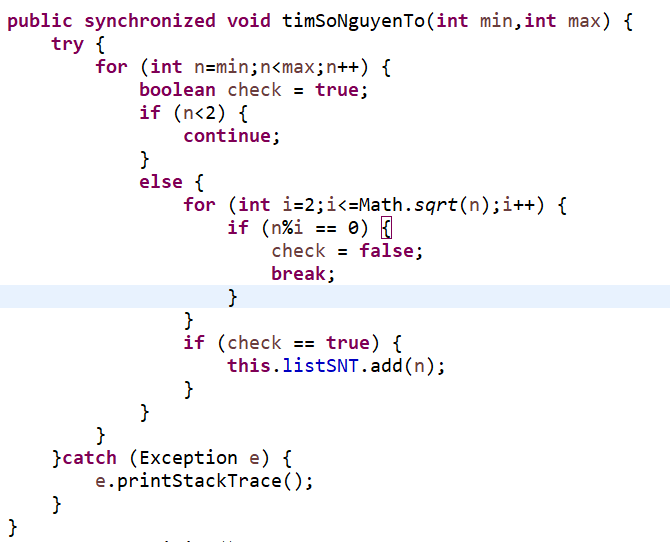 public synchronized void timSoNguyenTo(int min,int max) {
    try {
        for (int n=min;n<max;n++) {
            boolean check = true;
            if (n<2) {
                continue;
            }
            else {
                for (int i=2;i<=Math.sqrt(n);i++) {
                    if (n%i == 0) {
                        check = false;
                        break;
                    }
                }
                if (check == true) {
                    this.listSNT.add(n);
                }
            }
        }
    }catch (Exception e) {
        e.printStackTrace();
    }
}